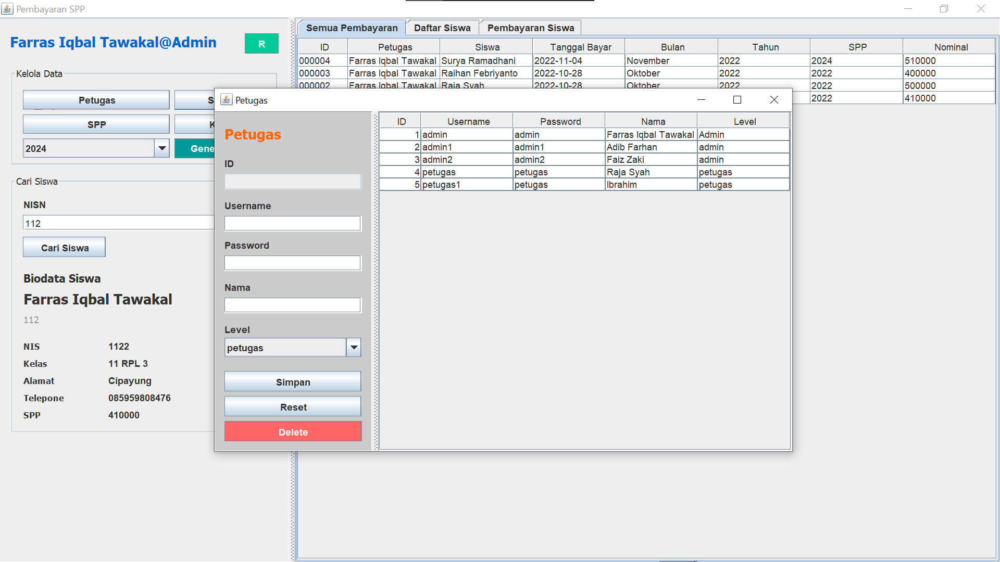 Pembayaran SPP
Farras Iqbal Tawakal@Admin
R
Kelola Data
Petugas
SPP
2024
Gene
Cari Siswa
NISN
112
Cari Siswa
Biodata Siswa
Farras Iqbal Tawakal
112
NIS 1122
Kelas 11 RPL 3
Alamat Cipayung
Telepone 085959808476
SPP 410000
Semua Pembayaran Daftar Siswa Pembayaran Siswa
ID Petugas Siswa Tanggal Bayar Bulan Tahun SPP Nominal
000004 Farras Iqbal Tawakal Surya Ramadhani 2022-11-04 November 2022 2024 510000
000003 Farras Iqbal Tawakal Raihan Febriyanto 2022-10-28 Oktober 2022 2022 400000
000002 Farras Iqbal Tawakal Raja Syah 2022-10-28 Oktober 2022 2022 500000
2022 410000
Petugas
Petugas
ID
Username
Password
Nama
Level
petugas
Simpan
Reset
Delete
ID Username Password Nama Level
1 admin admin Farras Iqbal Tawakal Admin
2 admin1 admin1 Adib Farhan admin
3 admin2 admin2 Faiz Zaki admin
4 petugas petugas Raja Syah petugas
5 petugas1 petugas Ibrahim petugas